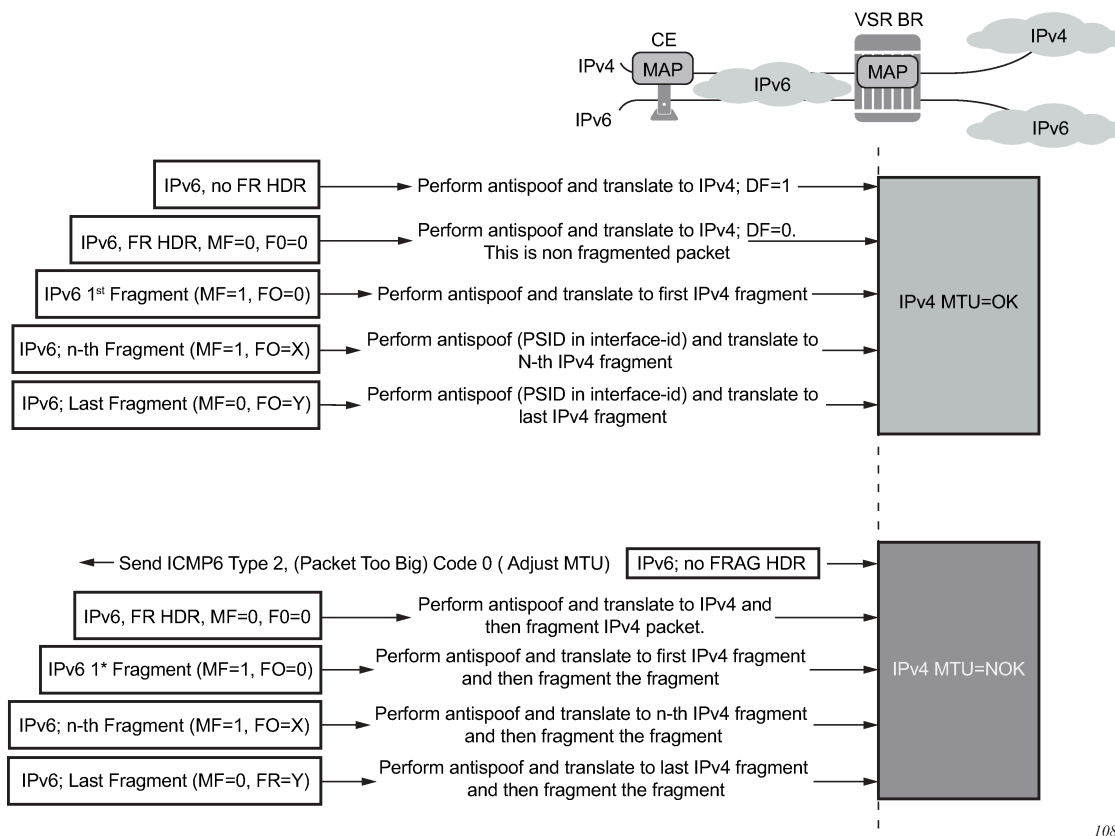 VSR BR
CE
IPv4
IPv4
MAP
MAP
IPv6
IPv6
IPv6
IPv6, no FR HDR
Perform antispoof and translate to IPv4; DF=1
IPv6, FR HDR, MF=0, F0=0
Perform antispoof and translate to IPv4; DF=0.
This is non fragmented packet
IPv6 1st Fragment (MF=1, FO=0)
Perform antispoof and translate to first IPv4 fragment
IPv4 MTU=OK
IPv6; n-th Fragment (MF=1, FO=X)
Perform antispoof (PSID in interface-id) and translate to
N-th IPv4 fragment
IPv6; Last Fragment (MF=0, FO=Y)
Perform antispoof (PSID in interface-id) and translate to
last IPv4 fragment
Send ICMP6 Type 2, (Packet Too Big) Code 0 ( Adjust MTU)
IPv6; no FRAG HDR
IPv6, FR HDR, MF=0, F0=0
Perform antispoof and translate to IPv4 and
then fragment IPv4 packet.
IPv6 1* Fragment (MF=1, FO=0)
Perform antispoof and translate to first IPv4 fragment
and then fragment the fragment
IPv4 MTU=NOK
IPv6; n-th Fragment (MF=1, FO=X)
Perform antispoof and translate to n-th IPv4 fragment
and then fragment the fragment
IPv6; Last Fragment (MF=0, FR=Y)
Perform antispoof and translate to last IPv4 fragment
and then fragment the fragment
108